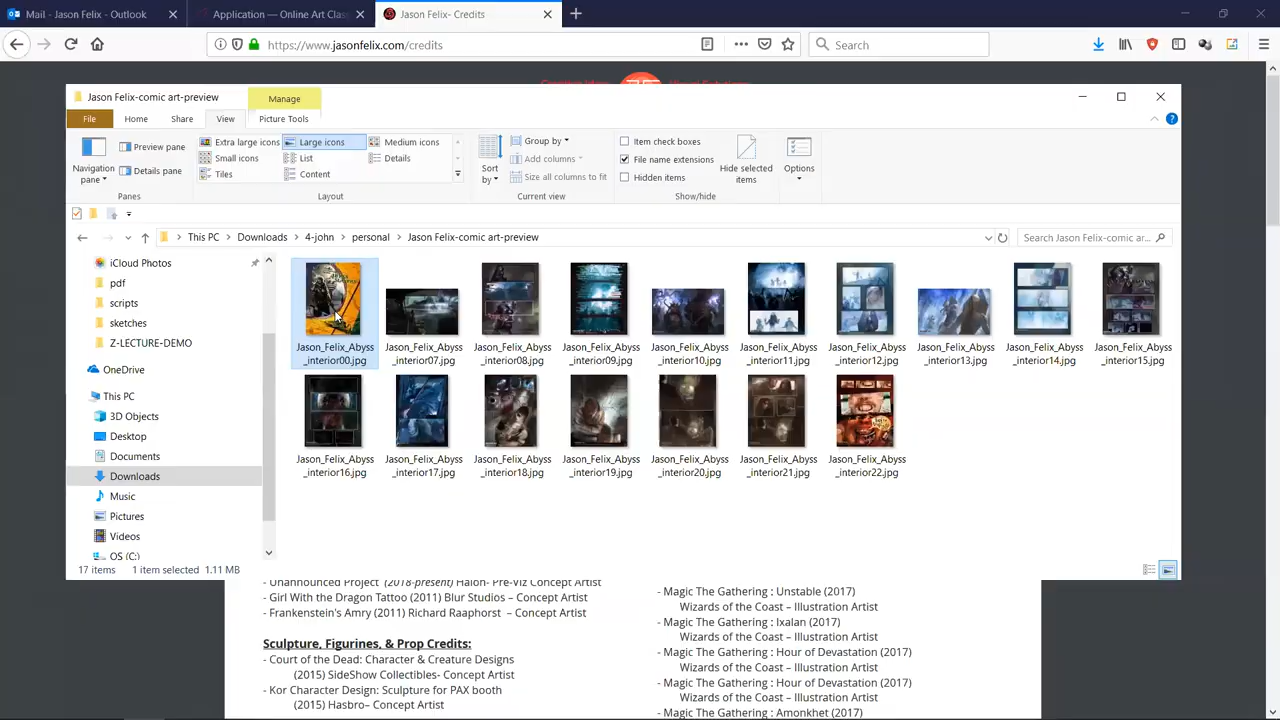 Mail - Jason Felix - Outlook
Application — Online Art Clas
Jason Felix- Credits
https://www.jasonfelix.com/credits
Search
Jason Felix-comic art-preview
Manage
File
Home
Share
View
Picture Tools
Navigation pane
Preview pane
Details pane
Panes
Extra large icons
Large icons
Medium icons
Small icons
List
Details
Tiles
Content
Layout
Sort by
Group by
Add columns
Size all columns to fit
Current view
Item check boxes
File name extensions
Hidden items
Hide selected items
Show/hide
Options
This PC
Downloads
4-john
personal
Jason Felix-comic art-preview
Search Jason Felix-comic ar...
iCloud Photos
pdf
scripts
sketches
Z-LECTURE-DEMO
OneDrive
This PC
3D Objects
Desktop
Documents
Downloads
Music
Pictures
Videos
OS (C:)
Jason_Felix_Abyss_interior00.jpg
Jason_Felix_Abyss_interior07.jpg
Jason_Felix_Abyss_interior08.jpg
Jason_Felix_Abyss_interior09.jpg
Jason_Felix_Abyss_interior10.jpg
Jason_Felix_Abyss_interior11.jpg
Jason_Felix_Abyss_interior12.jpg
Jason_Felix_Abyss_interior13.jpg
Jason_Felix_Abyss_interior14.jpg
Jason_Felix_Abyss_interior15.jpg
Jason_Felix_Abyss_interior16.jpg
Jason_Felix_Abyss_interior17.jpg
Jason_Felix_Abyss_interior18.jpg
Jason_Felix_Abyss_interior19.jpg
Jason_Felix_Abyss_interior20.jpg
Jason_Felix_Abyss_interior21.jpg
Jason_Felix_Abyss_interior22.jpg
17 items
1 item selected 1.11 MB
- Unannounced Project (2018-present) Halon- Pre-Viz Concept Artist
- Girl With the Dragon Tattoo (2011) Blur Studios – Concept Artist
- Frankenstein's Amry (2011) Richard Raaphorst – Concept Artist
Sculpture, Figurines, & Prop Credits:
- Court of the Dead: Character & Creature Designs
(2015) SideShow Collectibles- Concept Artist
- Kor Character Design: Sculpture for PAX booth
(2015) Hasbro– Concept Artist
- Magic The Gathering : Unstable (2017)
Wizards of the Coast – Illustration Artist
- Magic The Gathering : Ixalan (2017)
Wizards of the Coast – Illustration Artist
- Magic The Gathering : Hour of Devastation (2017)
Wizards of the Coast – Illustration Artist
- Magic The Gathering : Hour of Devastation (2017)
Wizards of the Coast – Illustration Artist
- Magic The Gathering : Amonkhet (2017)